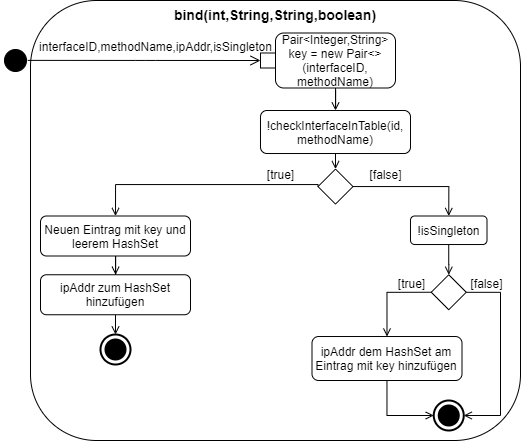 bind(int,String,String,boolean)
interfaceID,methodName,ipAddr,isSingleton
Pair<Integer,String>
key = new Pair<>
(interfaceID,
methodName)
!checkInterfaceInTable(id,
methodName)
[true]
[false]
Neuen Eintrag mit key und
leerem HashSet
!isSingleton
ipAddr zum HashSet
hinzufügen
[true]
[false]
ipAddr dem HashSet am
Eintrag mit key hinzufügen